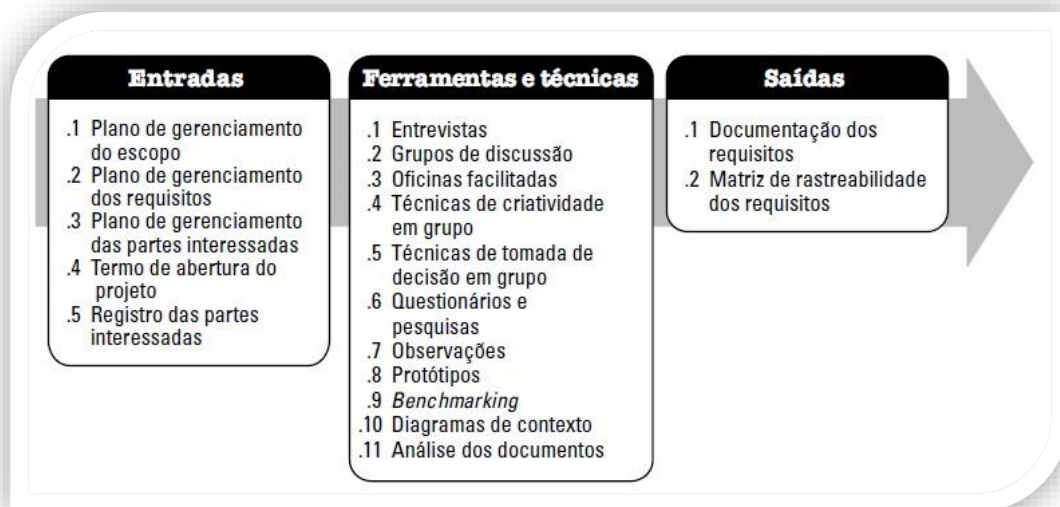 Entradas
.1 Plano de gerenciamento
do escopo
.2 Plano de gerenciamento
dos requisitos
.3 Plano de gerenciamento
das partes interessadas
.4 Termo de abertura do
projeto
.5 Registro das partes
interessadas
Ferramentas e técnicas
.1 Entrevistas
.2 Grupos de discussão
.3 Oficinas facilitadas
.4 Técnicas de criatividade
em grupo
.5 Técnicas de tomada de
decisão em grupo
.6 Questionários e
pesquisas
.7 Observações
.8 Protótipos
.9 Benchmarking
.10 Diagramas de contexto
.11 Análise dos documentos
Saídas
.1 Documentação dos
requisitos
.2 Matriz de rastreabilidade
dos requisitos